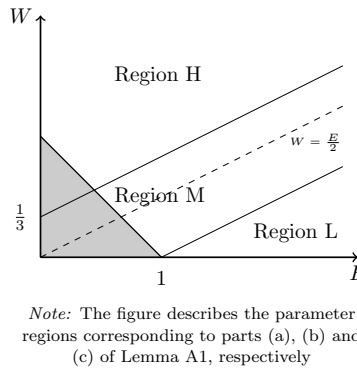 W
Region H
W = E/2
Region M
1/3
Region L
1
Note: The figure describes the parameter
regions corresponding to parts (a), (b) and
(c) of Lemma A1, respectively